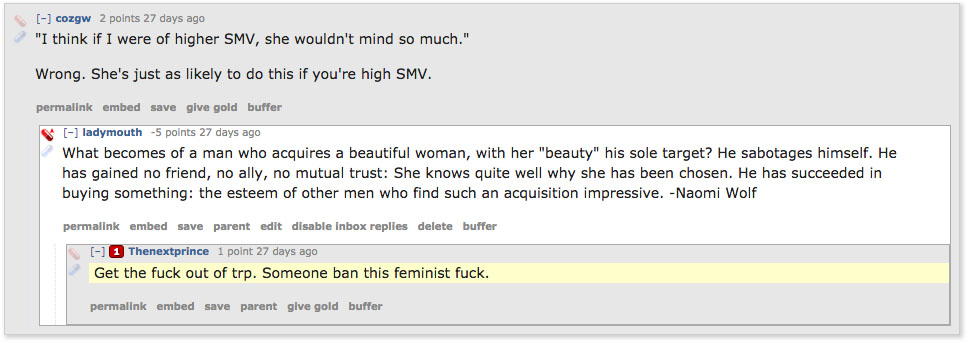 [–] cozgw 2 points 27 days ago
"I think if I were of higher SMV, she wouldn't mind so much."
Wrong. She's just as likely to do this if you're high SMV.
permalink embed save give gold buffer
[–] ladymouth -5 points 27 days ago
What becomes of a man who acquires a beautiful woman, with her "beauty" his sole target? He sabotages himself. He
has gained no friend, no ally, no mutual trust: She knows quite well why she has been chosen. He has succeeded in
buying something: the esteem of other men who find such an acquisition impressive. -Naomi Wolf
permalink embed save parent edit disable inbox replies delete buffer
[–] 1 Thenextprince 1 point 27 days ago
Get the fuck out of trp. Someone ban this feminist fuck.
permalink embed save parent give gold buffer